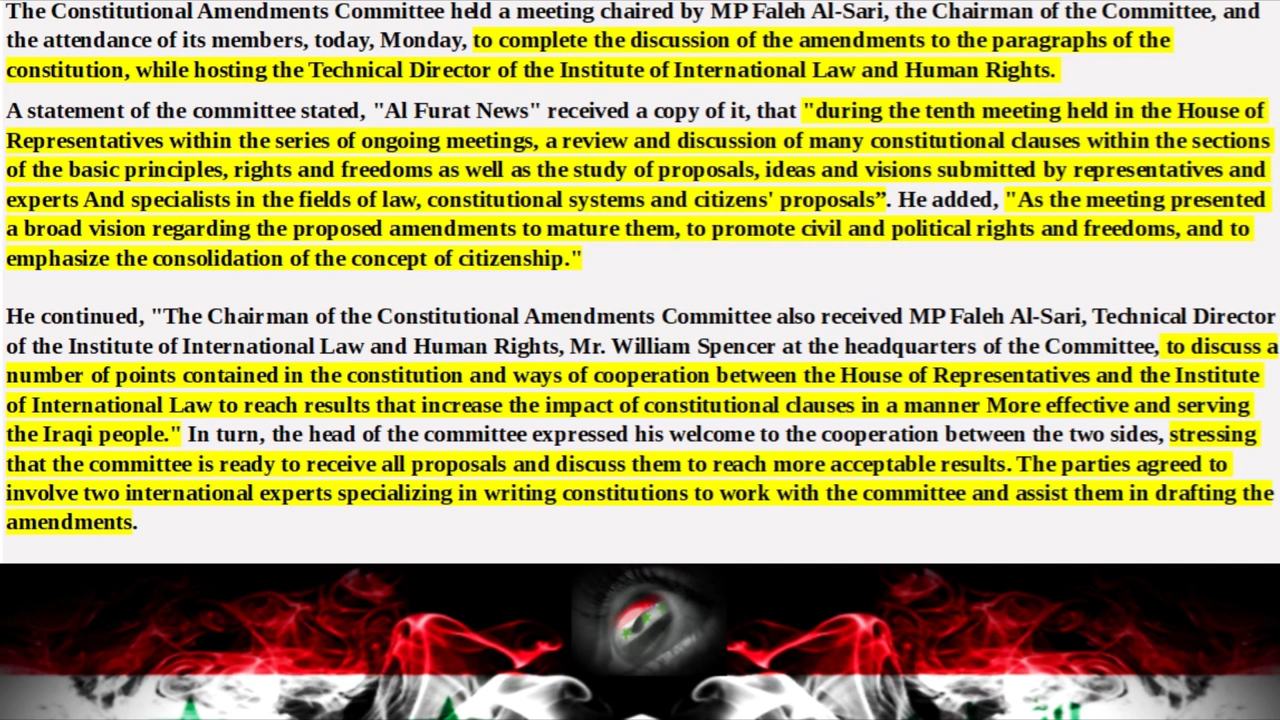 The Constitutional Amendments Committee held a meeting chaired by MP Faleh Al-Sari, the Chairman of the Committee, and
the attendance of its members, today, Monday, to complete the discussion of the amendments to the paragraphs of the
constitution, while hosting the Technical Director of the Institute of International Law and Human Rights.
A statement of the committee stated, "Al Furat News" received a copy of it, that "during the tenth meeting held in the House of
Representatives within the series of ongoing meetings, a review and discussion of many constitutional clauses within the sections
of the basic principles, rights and freedoms as well as the study of proposals, ideas and visions submitted by representatives and
experts And specialists in the fields of law, constitutional systems and citizens' proposals”. He added, "As the meeting presented
a broad vision regarding the proposed amendments to mature them, to promote civil and political rights and freedoms, and to
emphasize the consolidation of the concept of citizenship."
He continued, "The Chairman of the Constitutional Amendments Committee also received MP Faleh Al-Sari, Technical Director
of the Institute of International Law and Human Rights, Mr. William Spencer at the headquarters of the Committee, to discuss a
number of points contained in the constitution and ways of cooperation between the House of Representatives and the Institute
of International Law to reach results that increase the impact of constitutional clauses in a manner More effective and serving
the Iraqi people." In turn, the head of the committee expressed his welcome to the cooperation between the two sides, stressing
that the committee is ready to receive all proposals and discuss them to reach more acceptable results. The parties agreed to
involve two international experts specializing in writing constitutions to work with the committee and assist them in drafting the
amendments.